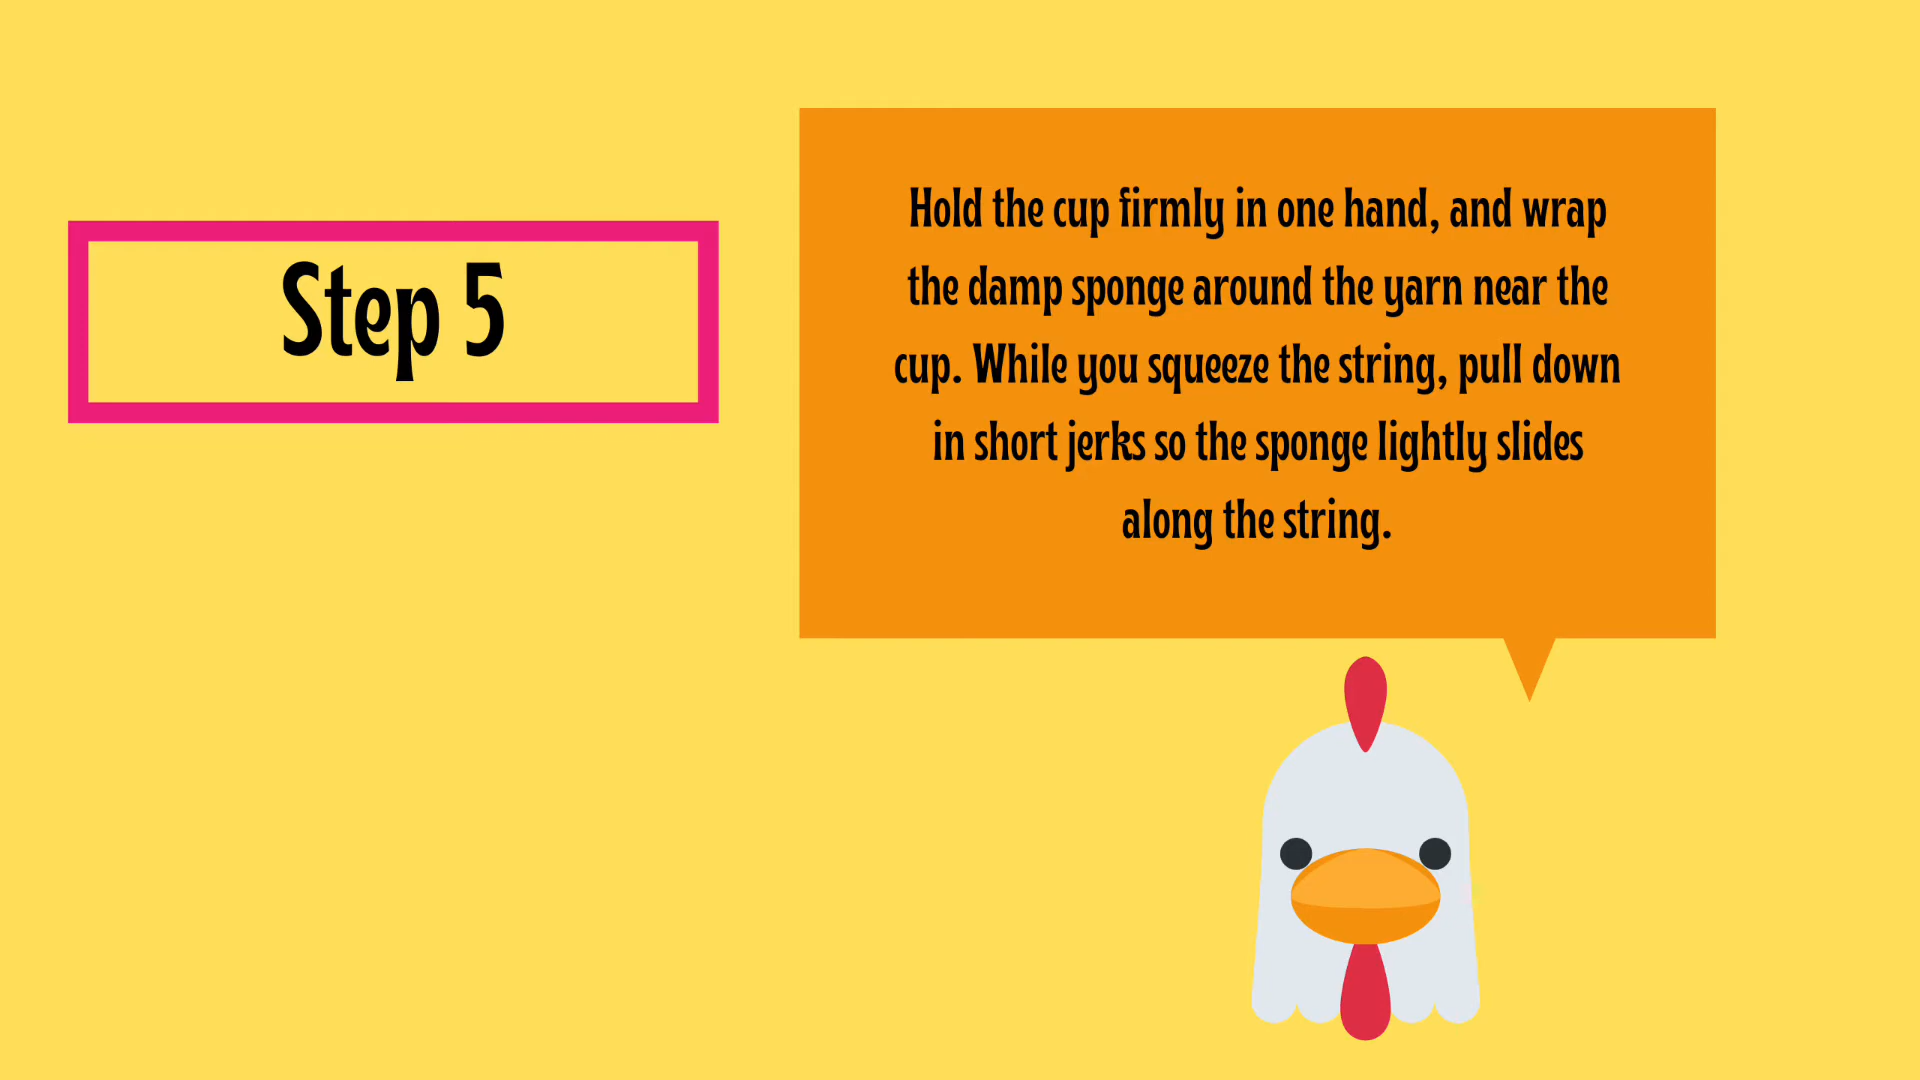 Step 5
Hold the cup firmly in one hand, and wrap
the damp sponge around the yarn near the
cup. While you squeeze the string, pull down
in short jerks so the sponge lightly slides
along the string.